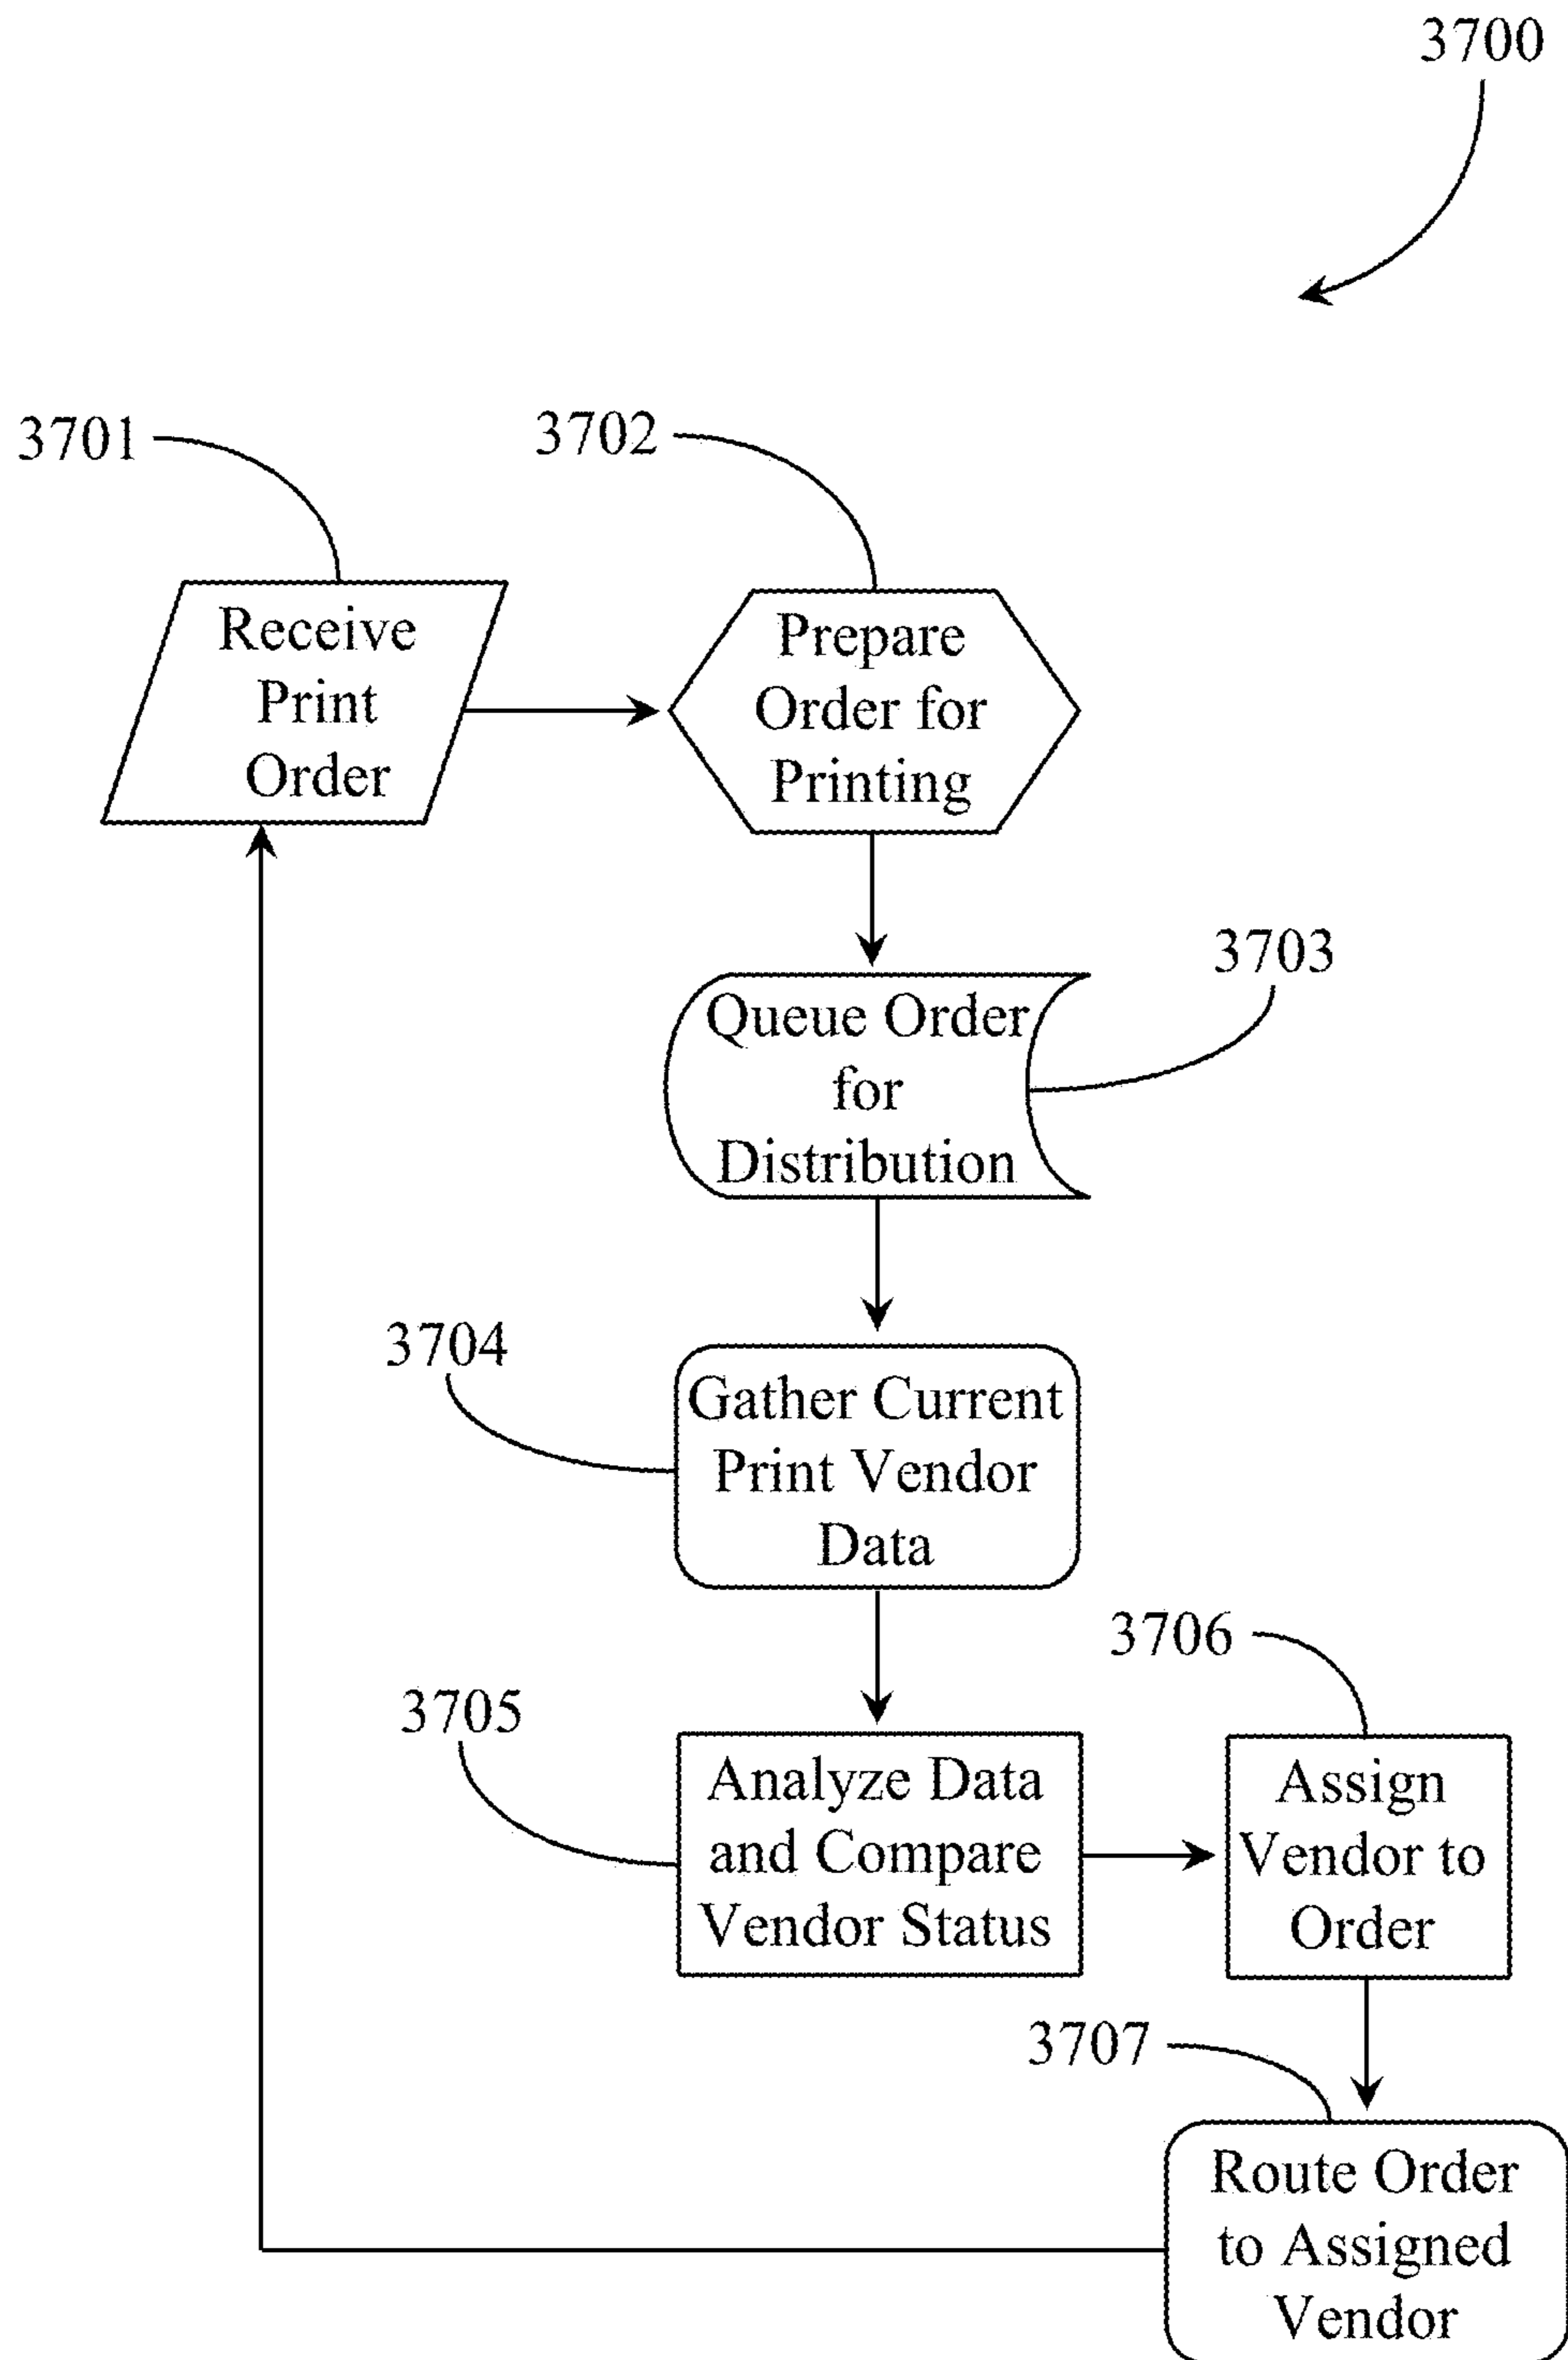 3700
3701
3702
Receive
Print
Order
Prepare
Order for
Printing
3703
Queue Order
for
Distribution
3704
Gather Current
Print Vendor
Data
3706
3705
Analyze Data
and Compare
Vendor Status
Assign
Vendor to
Order
3707
Route Order
to Assigned
Vendor